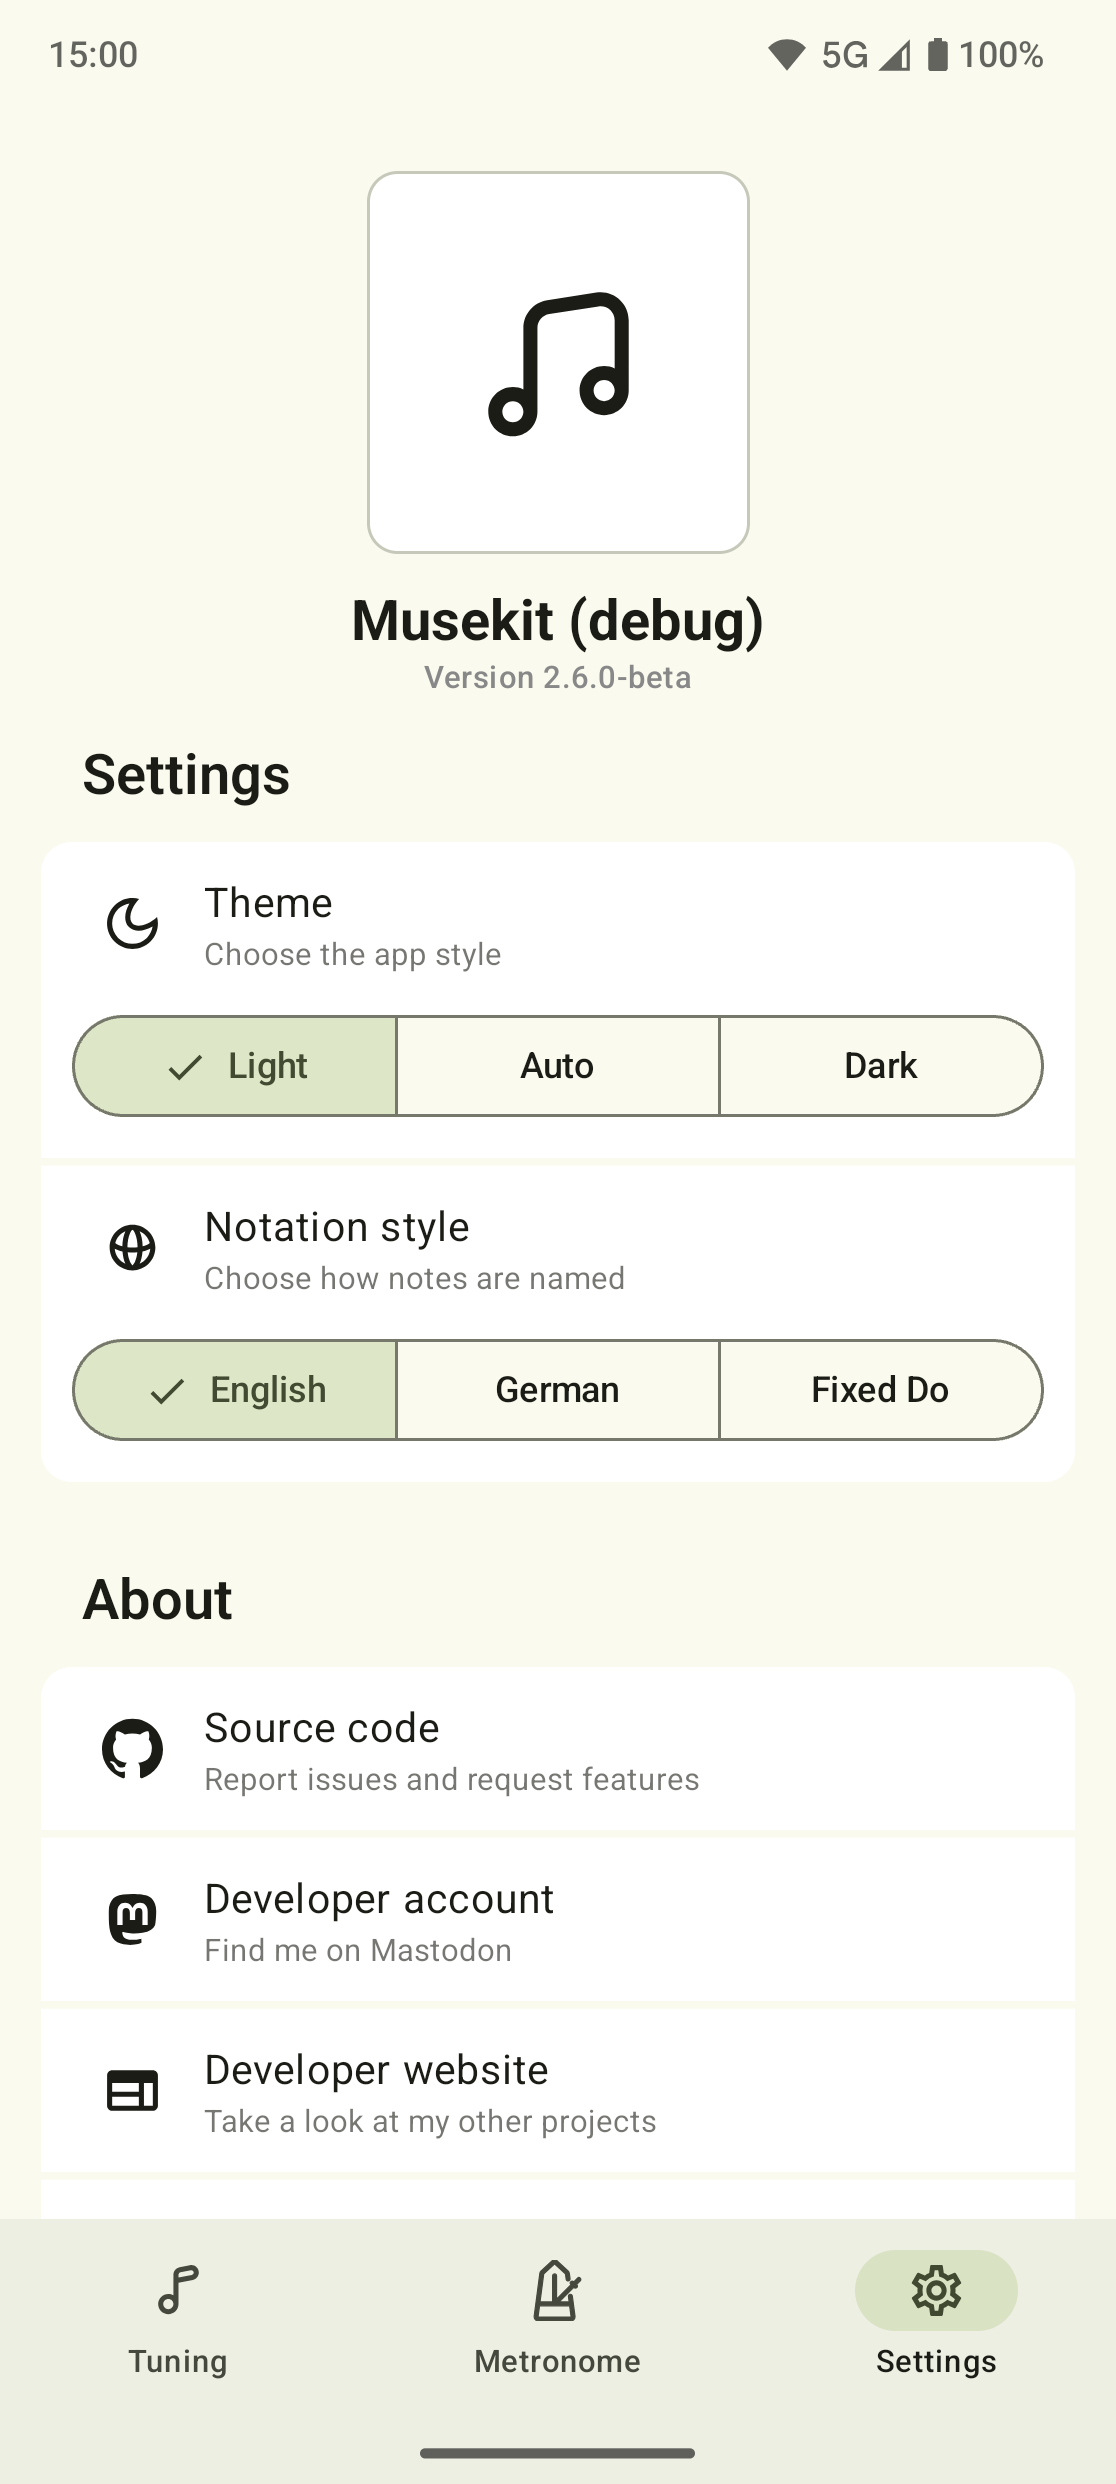 15:00
5G
100%
Musekit (debug)
Version 2.6.0-beta
Settings
Theme
Choose the app style
Light
Auto
Dark
Notation style
Choose how notes are named
English
German
Fixed Do
About
Source code
Report issues and request features
Developer account
Find me on Mastodon
Developer website
Take a look at my other projects
Tuning
Metronome
Settings